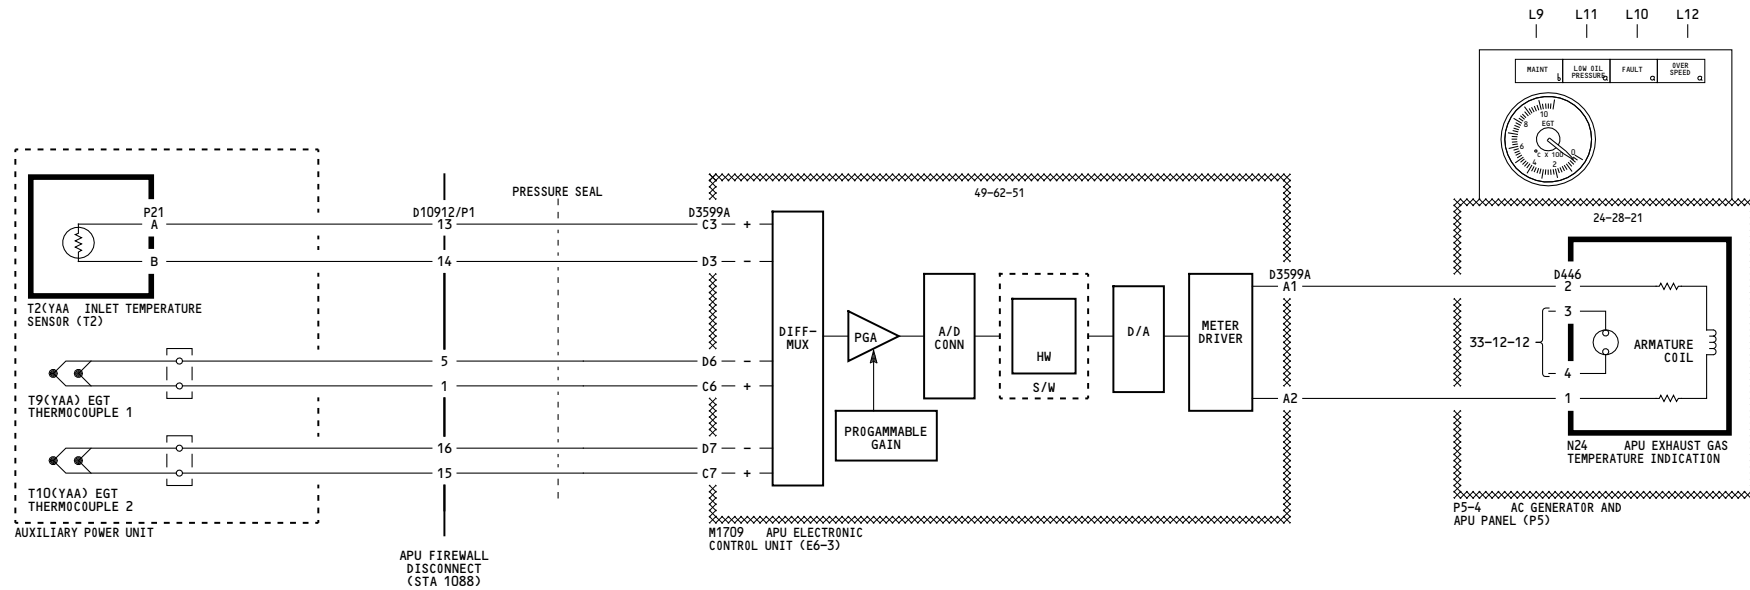 L9 L11 L10 L12
MAINT b
LOW OIL
PRESSURE a
FAULT a
OVER
SPEED a
10
8
6
4
2
0
EGT
°C X 100
PRESSURE SEAL
49-62-51
24-28-21
P21
A
B
D10912/P1
13
14
D3599A
C3 +
D3 -
T2(YAA INLET TEMPERATURE
SENSOR (T2)
5
D6 -
1
C6 +
T9(YAA) EGT
THERMOCOUPLE 1
16
D7 -
15
C7 +
T10(YAA) EGT
THERMOCOUPLE 2
AUXILIARY POWER UNIT
APU FIREWALL
DISCONNECT
(STA 1088)
DIFF-
MUX
PGA
PROGAMMABLE
GAIN
A/D
CONN
HW
S/W
D/A
METER
DRIVER
D3599A
A1
A2
M1709 APU ELECTRONIC
CONTROL UNIT (E6-3)
D446
2
3
33-12-12
4
1
ARMATURE
COIL
N24 APU EXHAUST GAS
TEMPERATURE INDICATION
P5-4 AC GENERATOR AND
APU PANEL (P5)